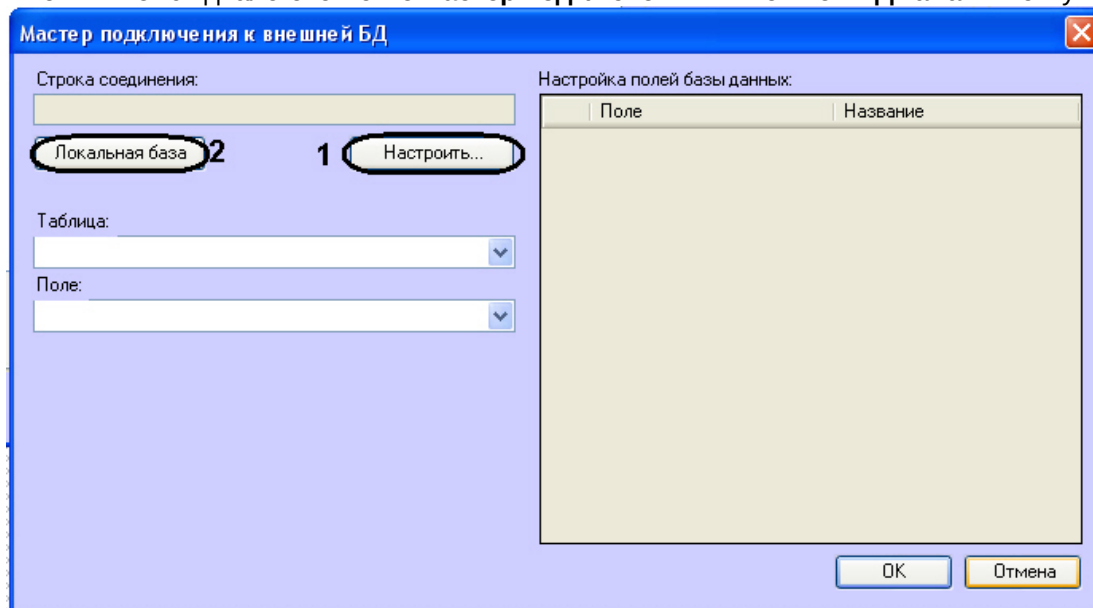 Мастер подключения к внешней БД
Строка соединения:
Локальная база 2
1 Настроить...
Таблица:
Поле:
Настройка полей базы данных:
Поле Название
OK Отмена